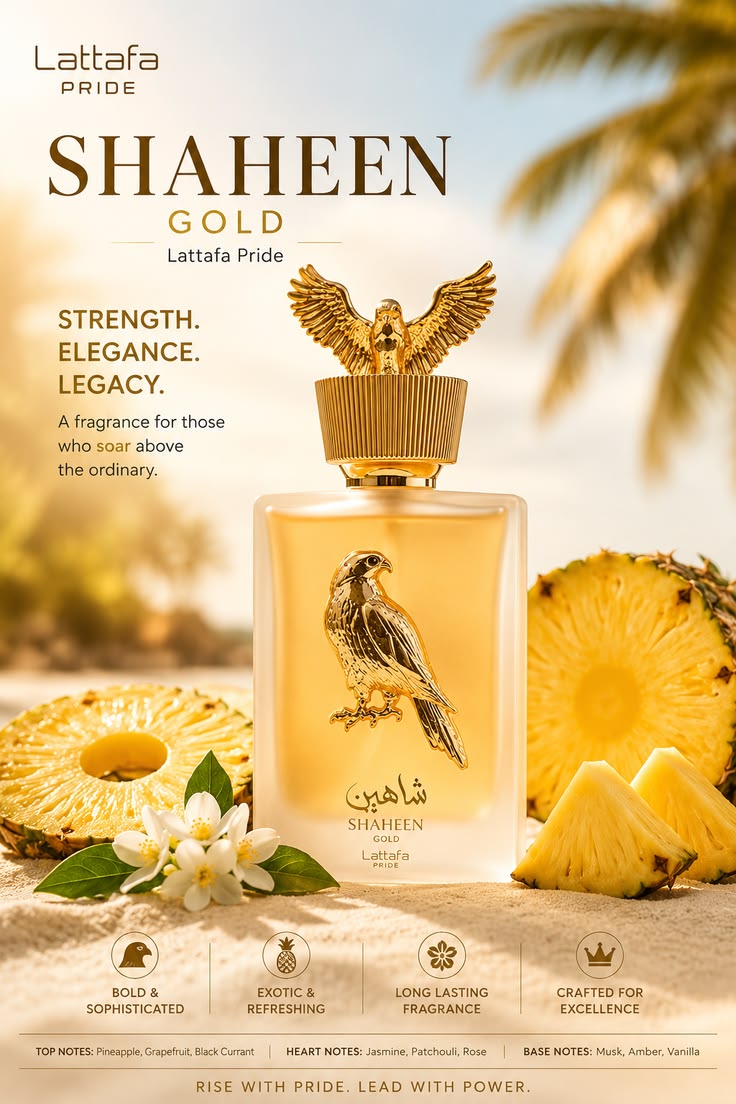 Lattafa
PRIDE
SHAHEEN
GOLD
Lattafa Pride
STRENGTH.
ELEGANCE.
LEGACY.
A fragrance for those
who soar above
the ordinary.
شاهين
SHAHEEN
GOLD
Lattafa
PRIDE
BOLD &
SOPHISTICATED
EXOTIC &
REFRESHING
LONG LASTING
FRAGRANCE
CRAFTED FOR
EXCELLENCE
TOP NOTES: Pineapple, Grapefruit, Black Currant
HEART NOTES: Jasmine, Patchouli, Rose
BASE NOTES: Musk, Amber, Vanilla
RISE WITH PRIDE. LEAD WITH POWER.